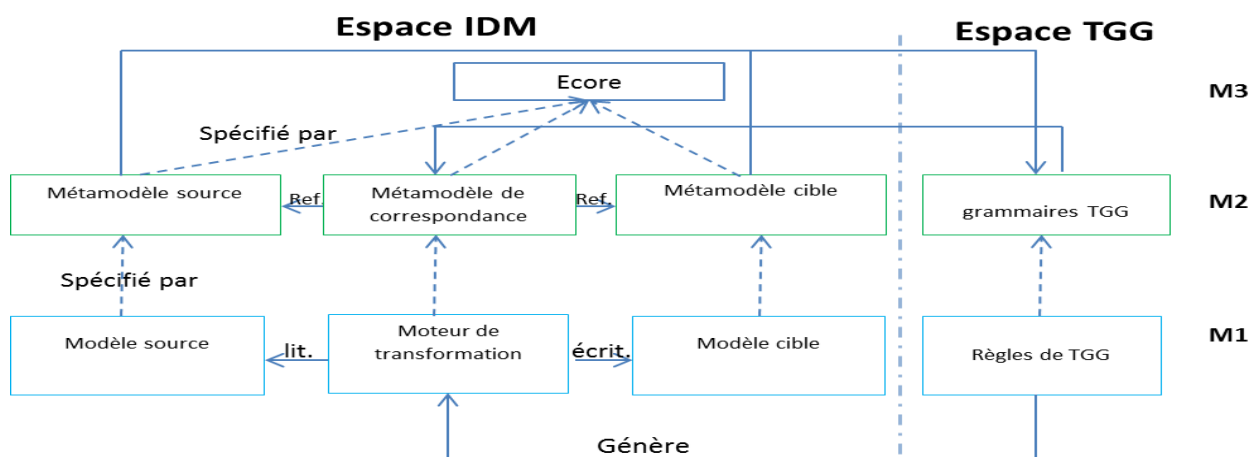 Espace IDM
Espace TGG
Ecore
M3
Spécifié par
Métamodèle source
Ref.
Métamodèle de
correspondance
Ref.
Métamodèle cible
grammaires TGG
M2
Spécifié par
Modèle source
lit.
Moteur de
transformation
écrit.
Modèle cible
Règles de TGG
M1
Génère